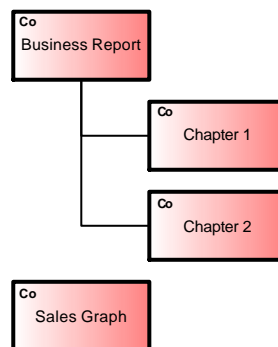 Co
Business Report
Co
Chapter 1
Co
Chapter 2
Co
Sales Graph